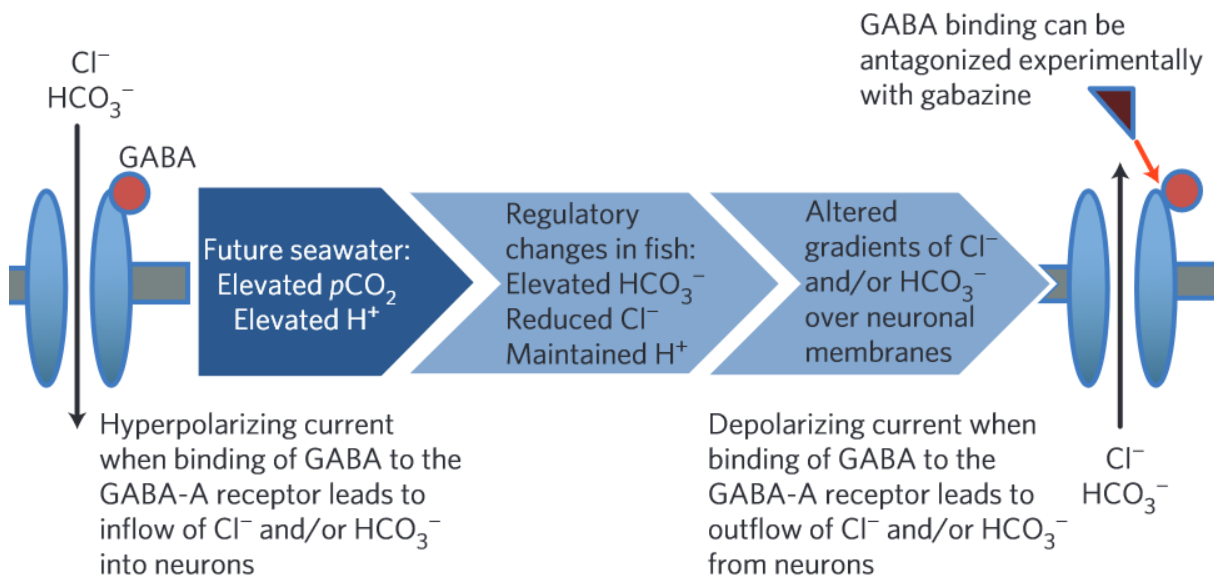 Cl⁻
HCO₃⁻
GABA
Hyperpolarizing current
when binding of GABA to the
GABA-A receptor leads to
inflow of Cl⁻ and/or HCO₃⁻
into neurons
Future seawater:
Elevated pCO₂
Elevated H⁺
Regulatory
changes in fish:
Elevated HCO₃⁻
Reduced Cl⁻
Maintained H⁺
Altered
gradients of Cl⁻
and/or HCO₃⁻
over neuronal
membranes
GABA binding can be
antagonized experimentally
with gabazine
Depolarizing current when
binding of GABA to the
GABA-A receptor leads to
outflow of Cl⁻ and/or HCO₃⁻
from neurons
Cl⁻
HCO₃⁻